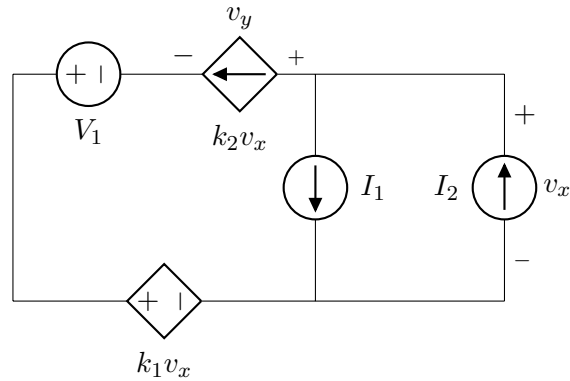 v_y
− +
+ −
V_1
k_2v_x
+
I_1 I_2 v_x
−
+ −
k_1v_x